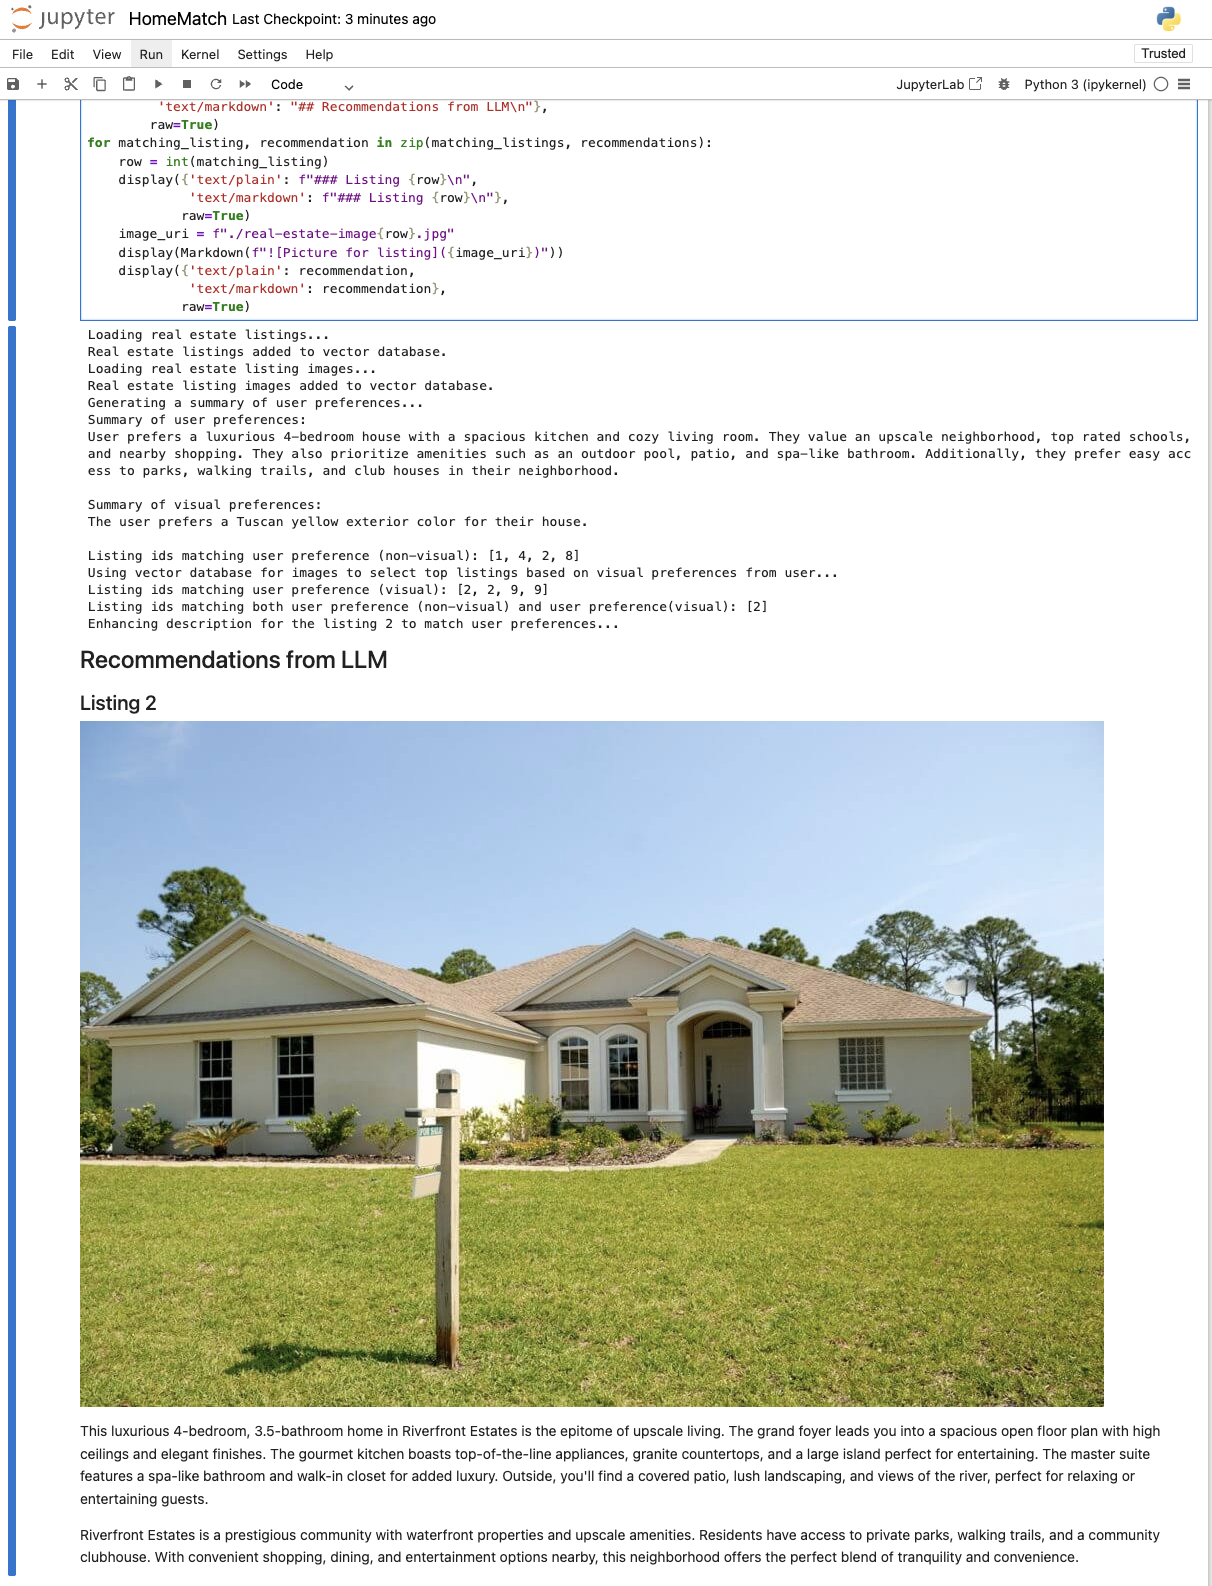 jupyter HomeMatch Last Checkpoint: 3 minutes ago
File Edit View Run Kernel Settings Help Trusted
Code JupyterLab Python 3 (ipykernel)
'text/markdown': "## Recommendations from LLM\n"},
raw=True)
for matching_listing, recommendation in zip(matching_listings, recommendations):
row = int(matching_listing)
display({'text/plain': f"### Listing {row}\n",
'text/markdown': f"### Listing {row}\n"},
raw=True)
image_uri = f"./real-estate-image{row}.jpg"
display(Markdown(f"![Picture for listing]({image_uri})"))
display({'text/plain': recommendation,
'text/markdown': recommendation},
raw=True)
Loading real estate listings...
Real estate listings added to vector database.
Loading real estate listing images...
Real estate listing images added to vector database.
Generating a summary of user preferences...
Summary of user preferences:
User prefers a luxurious 4-bedroom house with a spacious kitchen and cozy living room. They value an upscale neighborhood, top rated schools,
and nearby shopping. They also prioritize amenities such as an outdoor pool, patio, and spa-like bathroom. Additionally, they prefer easy acc
ess to parks, walking trails, and club houses in their neighborhood.
Summary of visual preferences:
The user prefers a Tuscan yellow exterior color for their house.
Listing ids matching user preference (non-visual): [1, 4, 2, 8]
Using vector database for images to select top listings based on visual preferences from user...
Listing ids matching user preference (visual): [2, 2, 9, 9]
Listing ids matching both user preference (non-visual) and user preference(visual): [2]
Enhancing description for the listing 2 to match user preferences...
Recommendations from LLM
Listing 2
FOR SALE
This luxurious 4-bedroom, 3.5-bathroom home in Riverfront Estates is the epitome of upscale living. The grand foyer leads you into a spacious open floor plan with high
ceilings and elegant finishes. The gourmet kitchen boasts top-of-the-line appliances, granite countertops, and a large island perfect for entertaining. The master suite
features a spa-like bathroom and walk-in closet for added luxury. Outside, you'll find a covered patio, lush landscaping, and views of the river, perfect for relaxing or
entertaining guests.
Riverfront Estates is a prestigious community with waterfront properties and upscale amenities. Residents have access to private parks, walking trails, and a community
clubhouse. With convenient shopping, dining, and entertainment options nearby, this neighborhood offers the perfect blend of tranquility and convenience.